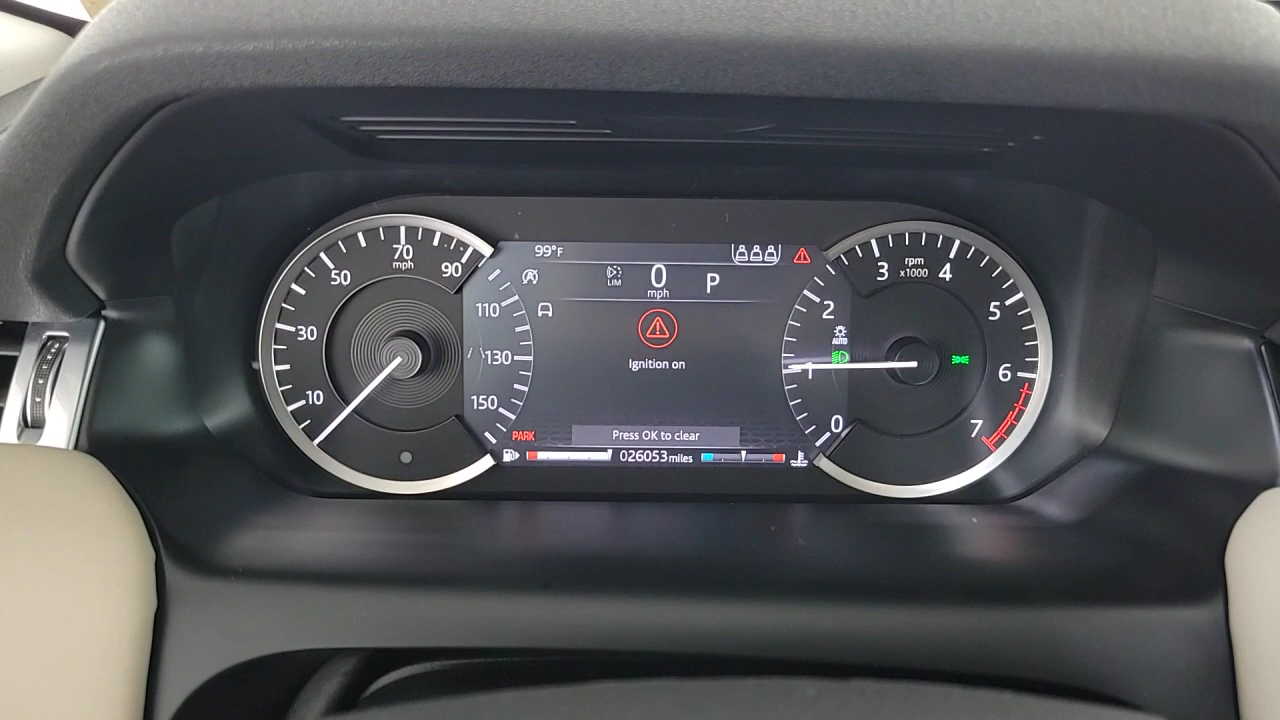 99°F
LIM
0
mph
P
Ignition on
Press OK to clear
PARK
026053 miles
10
30
50
70
mph
90
110
130
150
0
1
2
3
rpm
x1000
4
5
6
7
AUTO